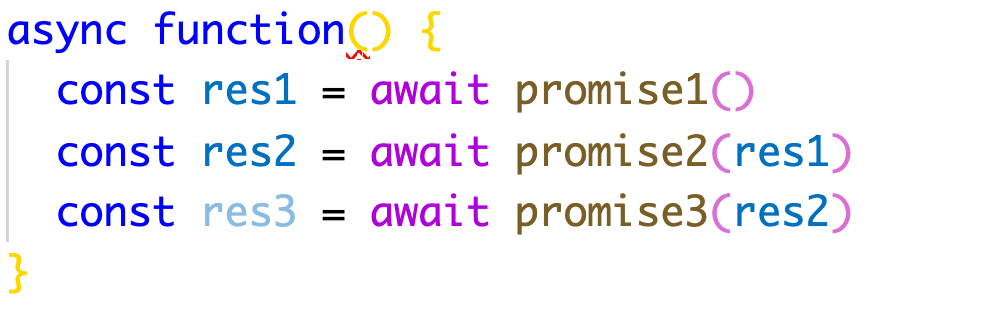 async function() {
  const res1 = await promise1()
  const res2 = await promise2(res1)
  const res3 = await promise3(res2)
}